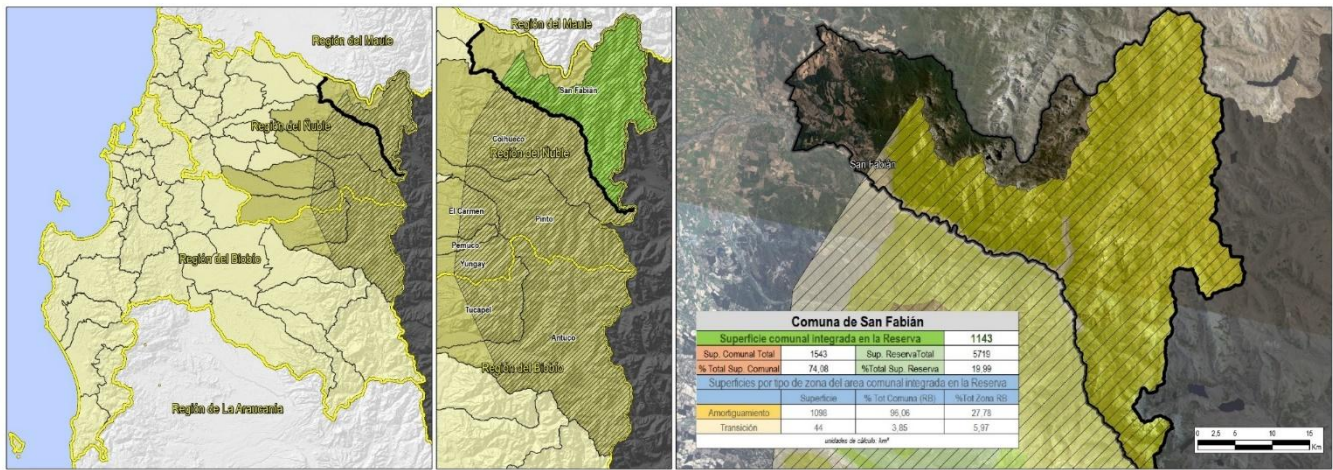 Región del Maule
Región del Ñuble
Región del Biobío
Región de La Araucanía
Región del Maule
San Fabián
Coihueco
Región del Ñuble
El Carmen
Pinto
Pemuco
Yungay
Tucapel
Antuco
Región del Biobío
San Fabián
Comuna de San Fabián
Superficie comunal integrada en la Reserva 1143
Sup. Comunal Total 1543 Sup. ReservaTotal 5719
% Total Sup. Comunal 74,08 %Total Sup. Reserva 19,99
Superficies por tipo de zona del area comunal integrada en la Reserva
Superficie % Tot Comuna (RB) %Tot Zona RB
Amortiguamiento 1098 96,06 27,78
Transición 44 3,85 5,97
unidades de cálculo: km²
0 2,5 5 10 15
Km